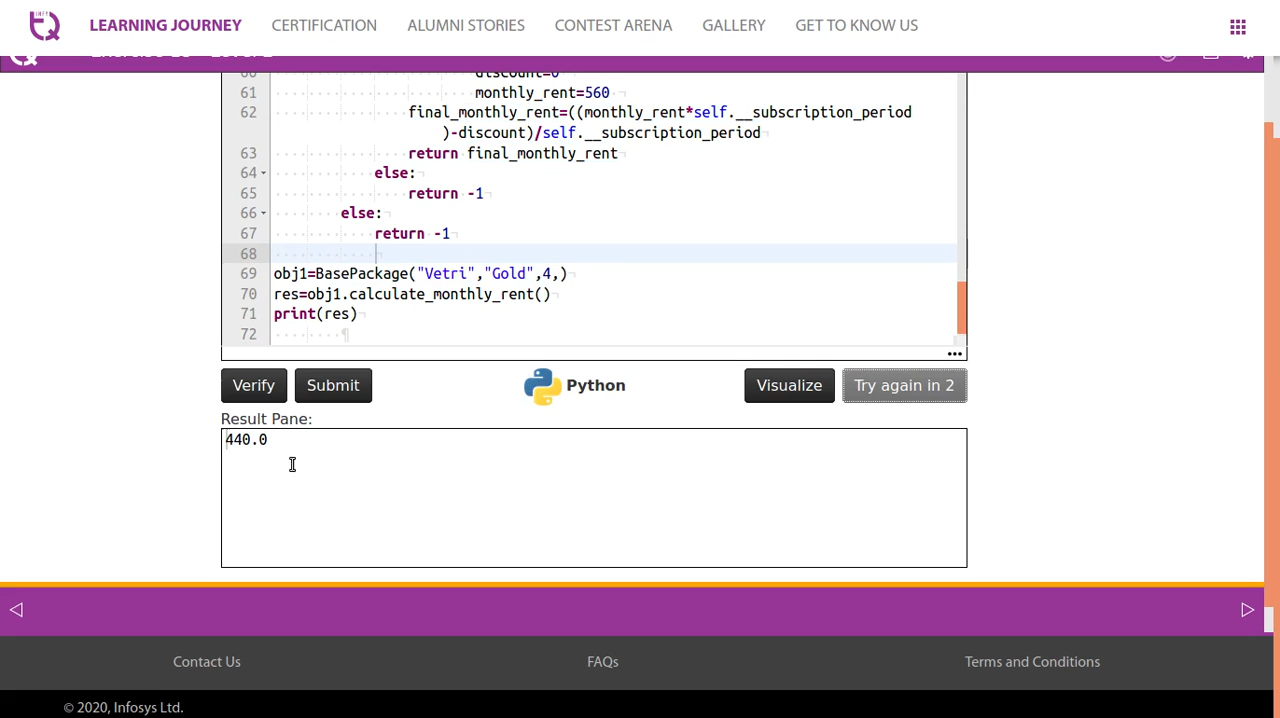 LEARNING JOURNEY CERTIFICATION ALUMNI STORIES CONTEST ARENA GALLERY GET TO KNOW US
61 monthly_rent=560
62 final_monthly_rent=((monthly_rent*self.__subscription_period
)-discount)/self.__subscription_period
63 return final_monthly_rent
64 else:
65 return -1
66 else:
67 return -1
68
69 obj1=BasePackage("Vetri","Gold",4,)
70 res=obj1.calculate_monthly_rent()
71 print(res)
72
Verify Submit Python Visualize Try again in 2
Result Pane:
440.0
Contact Us FAQs Terms and Conditions
© 2020, Infosys Ltd.